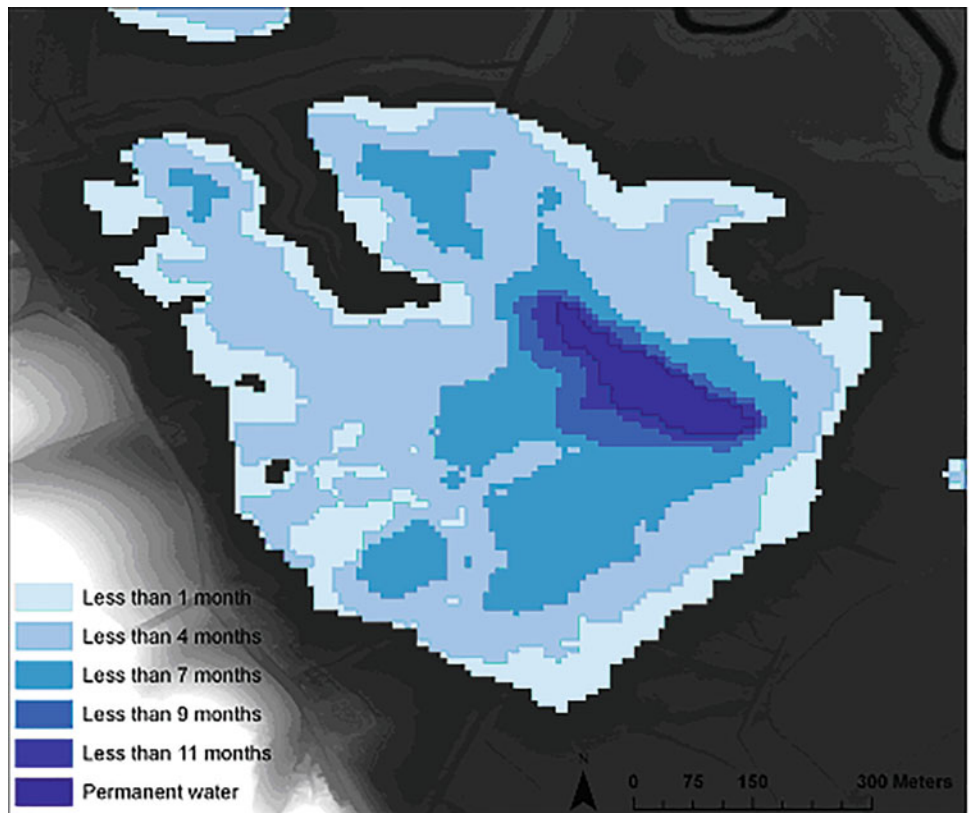 Less than 1 month
Less than 4 months
Less than 7 months
Less than 9 months
Less than 11 months
Permanent water
N
0 75 150 300 Meters